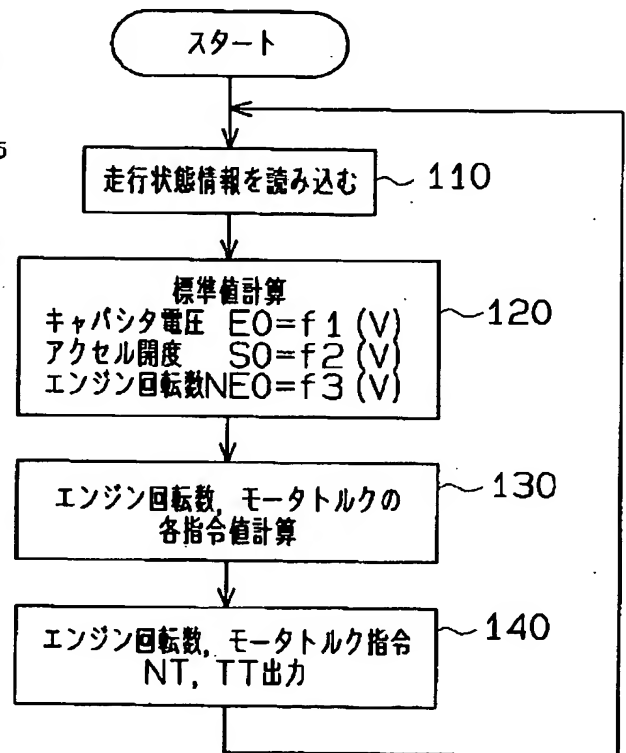 スタート
5
走行状態情報を読み込む
110
標準値計算
キャパシタ電圧 E0=f1(V)
アクセル開度 S0=f2(V)
エンジン回転数NE0=f3(V)
120
エンジン回転数,モータトルクの
各指令値計算
130
エンジン回転数,モータトルク指令
NT,TT出力
140